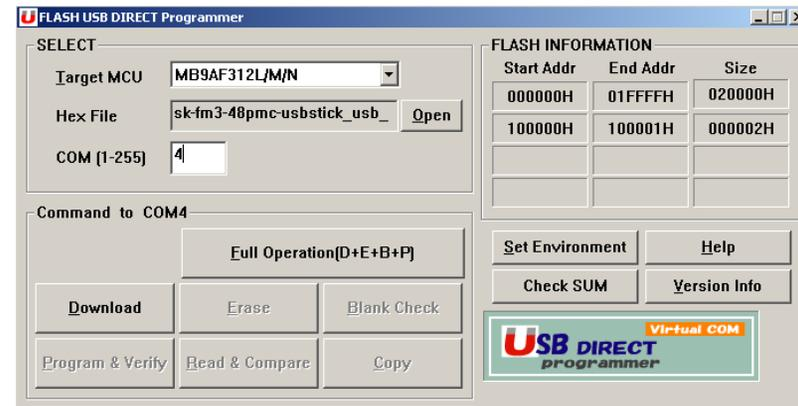 FLASH USB DIRECT Programmer
SELECT
Target MCU
MB9AF312L/M/N
Hex File
sk-fm3-48pmc-usbstick_usb_
Open
COM (1-255)
4
FLASH INFORMATION
Start Addr End Addr Size
000000H 01FFFFH 020000H
100000H 100001H 000002H
Command to COM4
Full Operation(D+E+B+P)
Download Erase Blank Check
Program & Verify Read & Compare Copy
Set Environment Help
Check SUM Version Info
Virtual COM
USB DIRECT
programmer